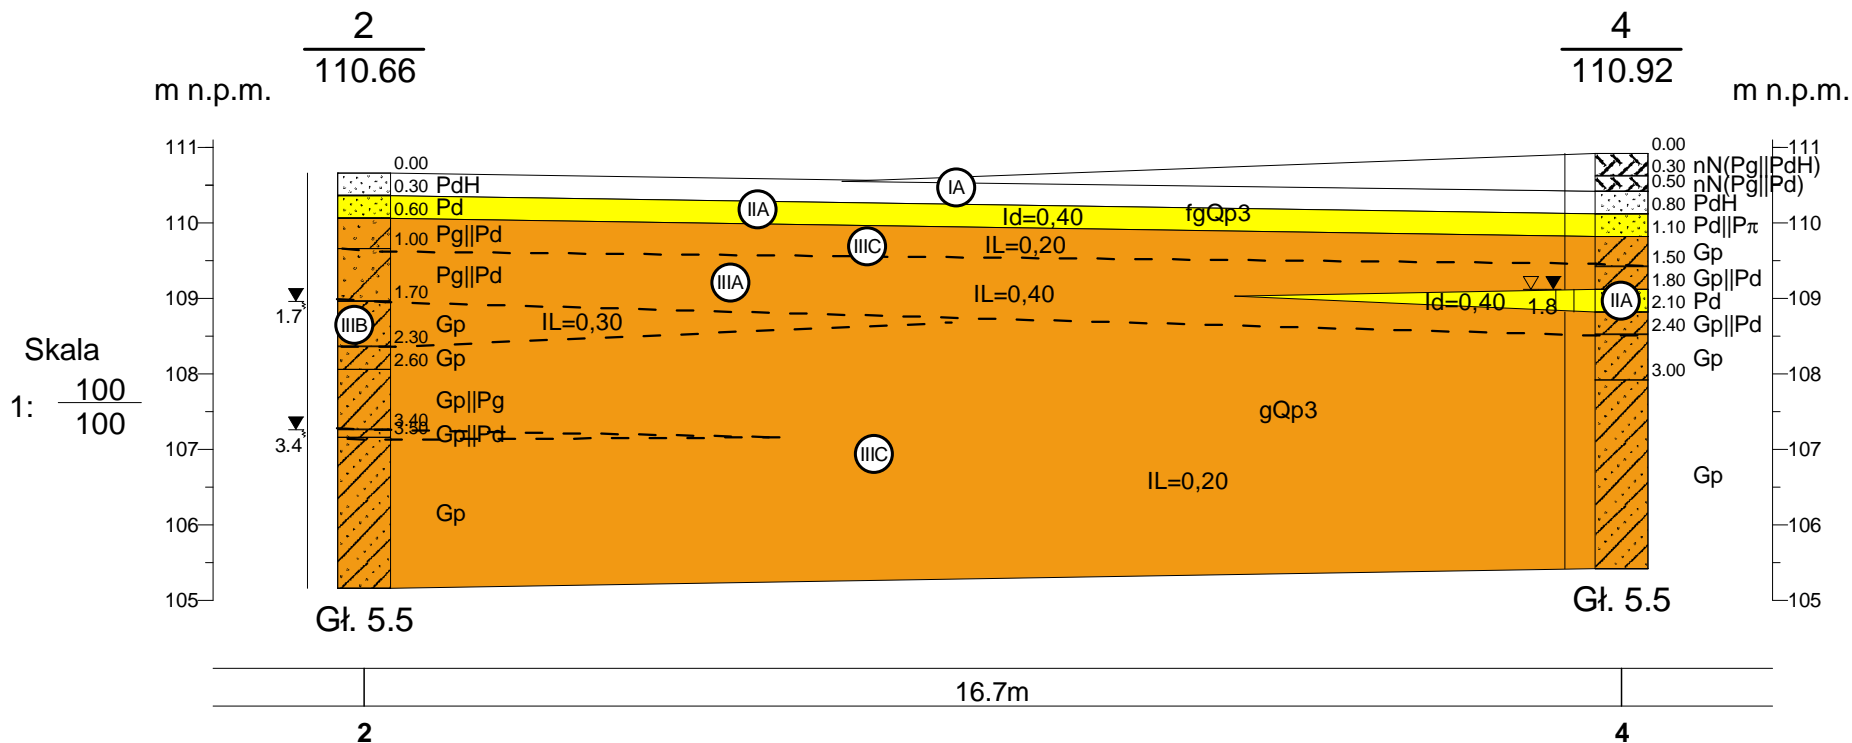 2
110.66
4
110.92
m n.p.m.
m n.p.m.
111
110
109
108
107
106
105
0.00
0.30 PdH
0.60 Pd
1.00 Pg||Pd
Pg||Pd
1.70
Gp
2.30
2.60 Gp
Gp||Pg
3.40
3.50 Gp||Pd
Gp
1.7
3.4
IIIB
IA
IIA
Id=0,40
fgQp3
IIIC
IL=0,20
IIIA
IL=0,40
IL=0,30
Id=0,40
1.8
IIA
gQp3
IIIC
IL=0,20
0.00
0.30 nN(Pg||PdH)
0.50 nN(Pg||Pd)
0.80 PdH
1.10 Pd||Pπ
1.50 Gp
1.80 Gp||Pd
2.10 Pd
2.40 Gp||Pd
Gp
3.00
Gp
111
110
109
108
107
106
105
Skala
1: 100
100
Gł. 5.5
Gł. 5.5
16.7m
2
4